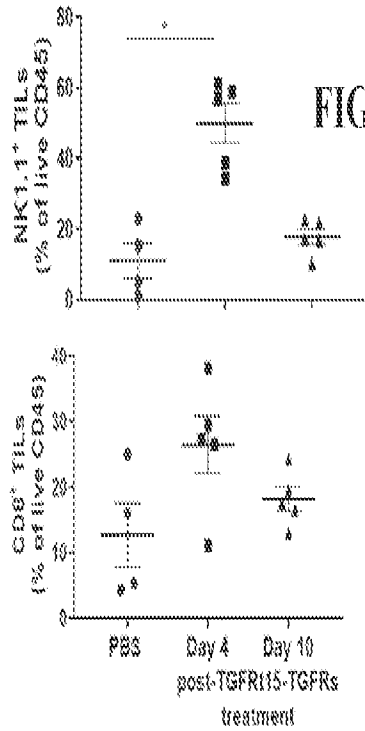 NK1.1⁺ TILs
(% of live CD45)
80
60
40
20
0
*
FIG
CD8⁺ TILs
(% of live CD45)
40
30
20
10
0
PBS
Day 4
Day 10
post-TGFRt15-TGFRs
treatment